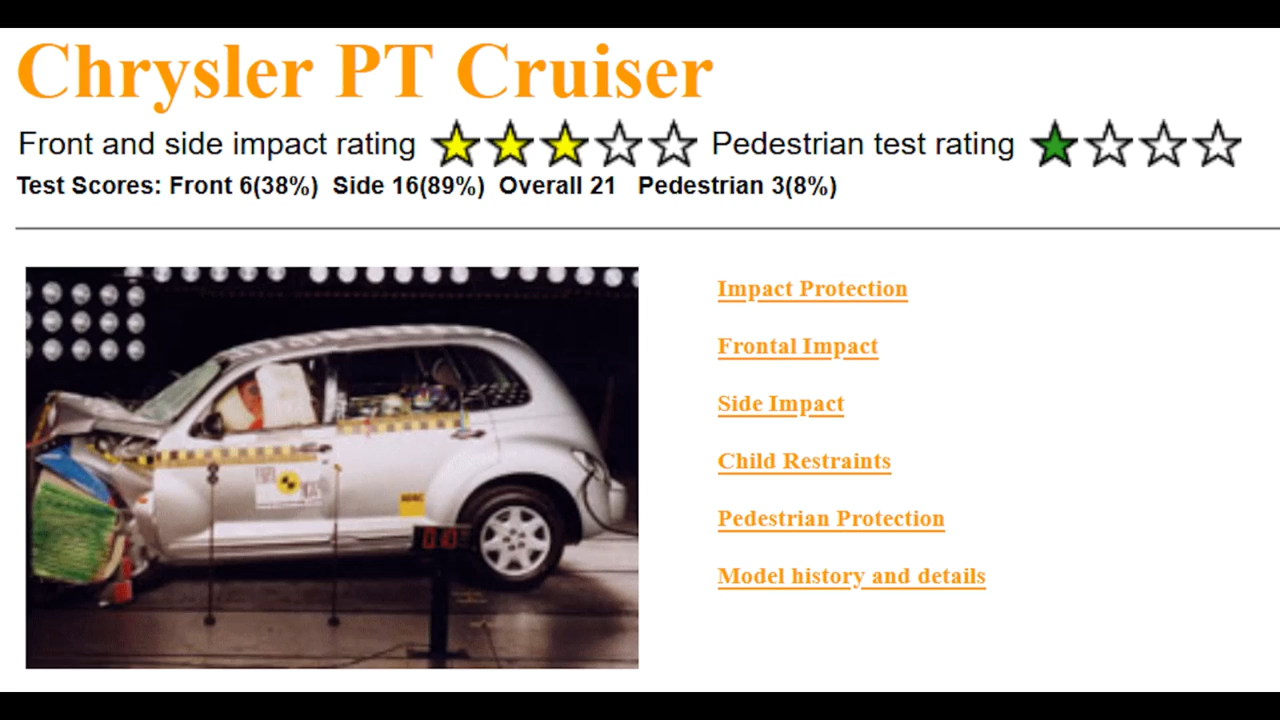 Chrysler PT Cruiser
Front and side impact rating Pedestrian test rating
Test Scores: Front 6(38%) Side 16(89%) Overall 21 Pedestrian 3(8%)
Impact Protection
Frontal Impact
Side Impact
Child Restraints
Pedestrian Protection
Model history and details